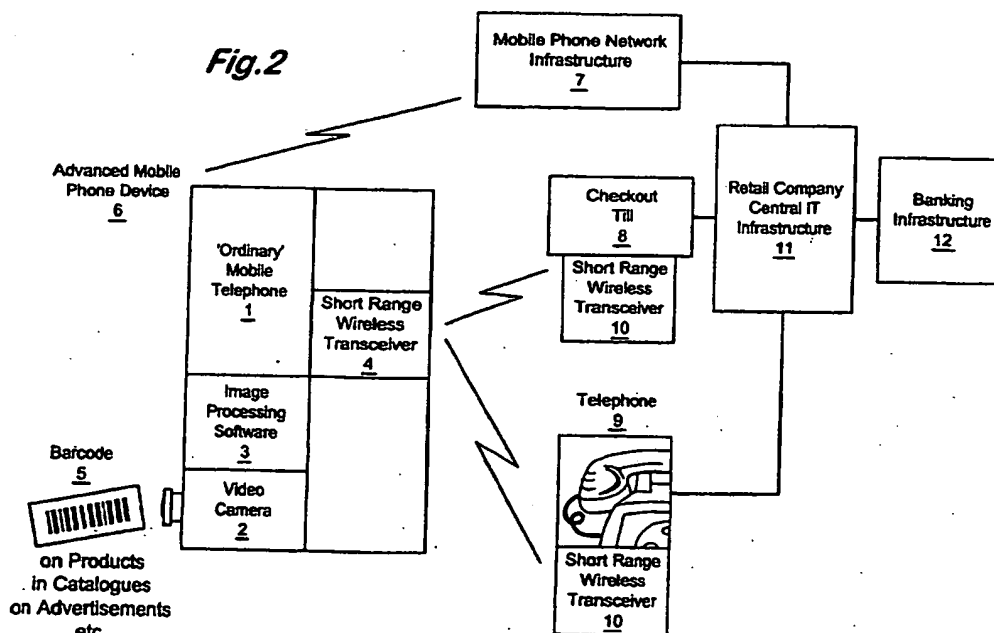 Fig.2
Mobile Phone Network
Infrastructure
7
Advanced Mobile
Phone Device
6
'Ordinary'
Mobile
Telephone
1
Short Range
Wireless
Transceiver
4
Image
Processing
Software
3
Video
Camera
2
Barcode
5
on Products
in Catalogues
on Advertisements
etc
Checkout
Till
8
Short Range
Wireless
Transceiver
10
Telephone
9
Short Range
Wireless
Transceiver
10
Retail Company
Central IT
Infrastructure
11
Banking
Infrastructure
12